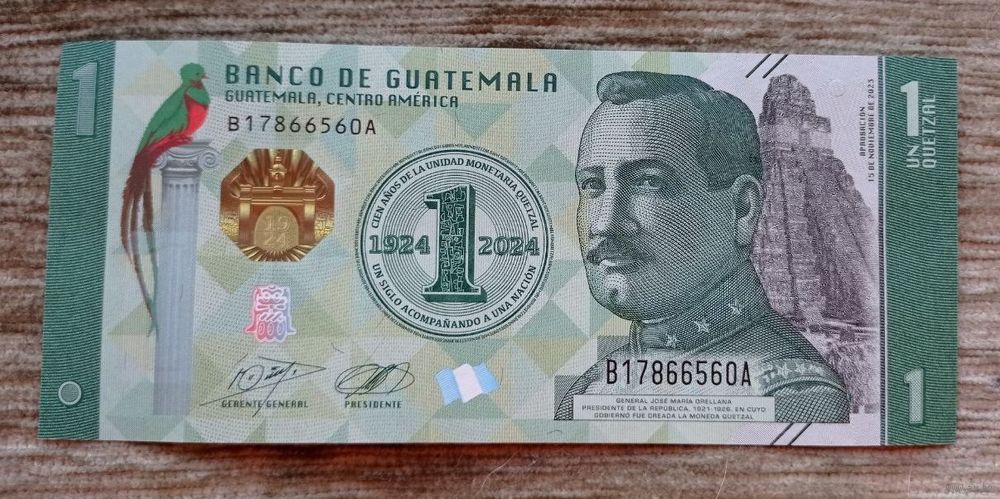 1
BANCO DE GUATEMALA
GUATEMALA, CENTRO AMÉRICA
B17866560A
1924
CIEN AÑOS DE LA UNIDAD MONETARIA QUETZAL
1924 1 2024
UN SIGLO ACOMPAÑANDO A UNA NACIÓN
GERENTE GENERAL
PRESIDENTE
APROBACIÓN
15 DE NOVIEMBRE DE 2023
1
UN
QUETZAL
B17866560A
GENERAL JOSÉ MARÍA ORELLANA
PRESIDENTE DE LA REPÚBLICA, 1921-1926, EN CUYO
GOBIERNO FUE CREADA LA MONEDA QUETZAL
1